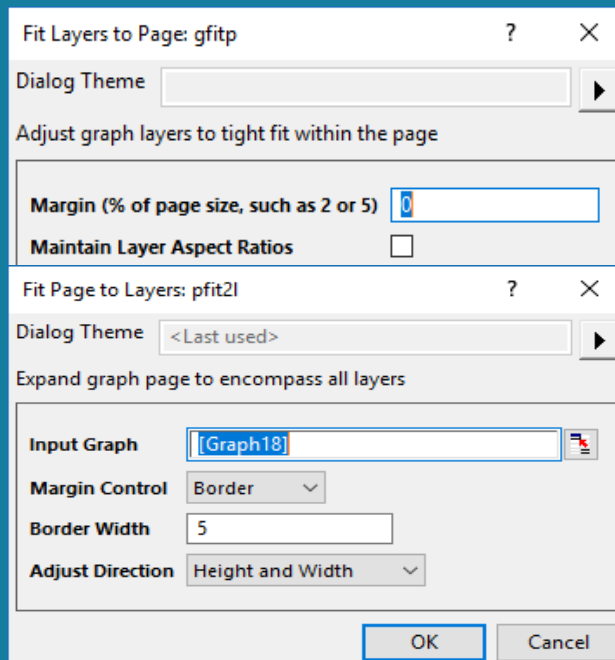 Fit Layers to Page: gfitp ?
Dialog Theme
Adjust graph layers to tight fit within the page
Margin (% of page size, such as 2 or 5) 0
Maintain Layer Aspect Ratios
Fit Page to Layers: pfit2l ?
Dialog Theme <Last used>
Expand graph page to encompass all layers
Input Graph [Graph18]
Margin Control Border
Border Width 5
Adjust Direction Height and Width
OK Cancel